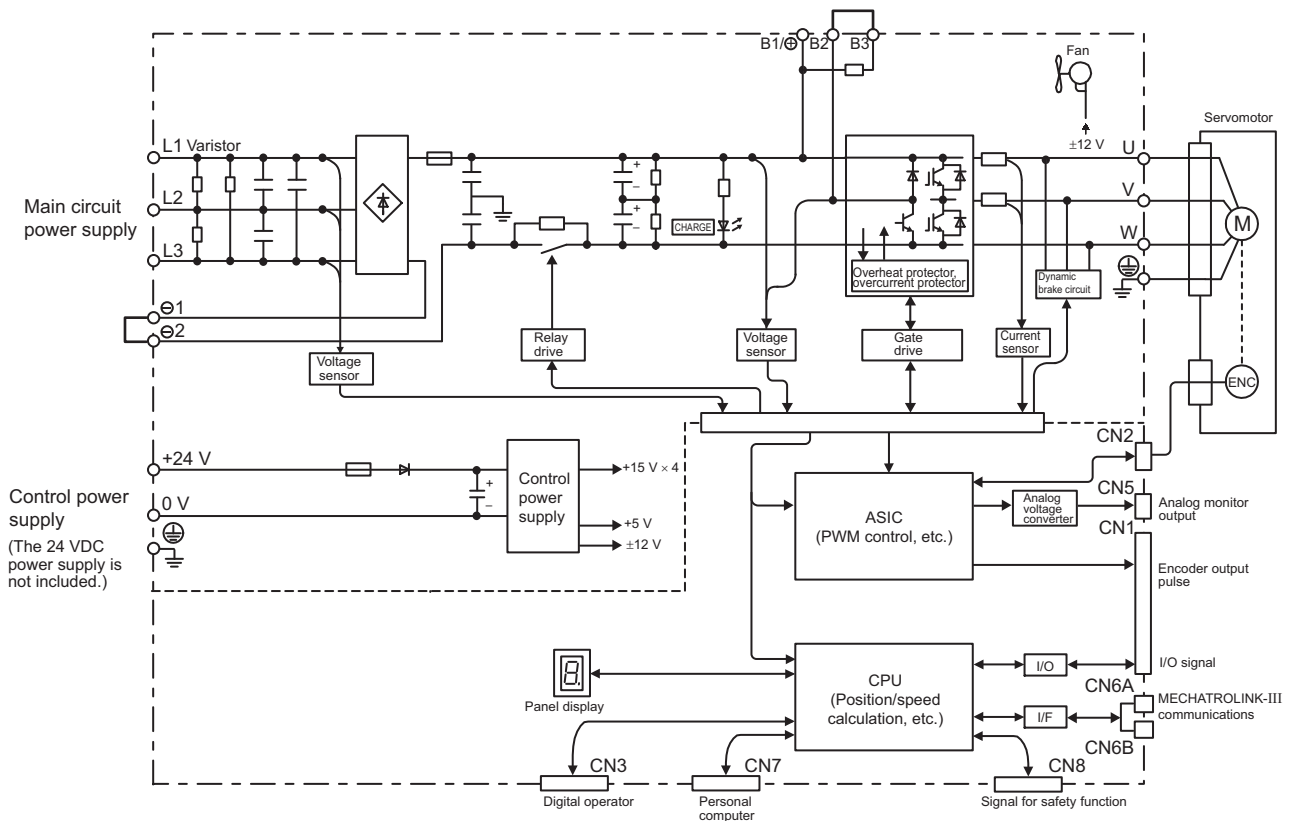 B1/⊕ B2 B3
Fan
±12 V
Servomotor
L1 Varistor
L2
L3
Main circuit
power supply
⊖1
⊖2
CHARGE
+
–
+
–
Overheat protector,
overcurrent protector
U
V
W
M
Dynamic
brake circuit
Voltage
sensor
Relay
drive
Voltage
sensor
Gate
drive
Current
sensor
ENC
+24 V
0 V
Control power
supply
(The 24 VDC
power supply is
not included.)
+
–
Control
power
supply
+15 V × 4
+5 V
±12 V
ASIC
(PWM control, etc.)
Analog
voltage
converter
CN2
CN5
Analog monitor
output
CN1
Encoder output
pulse
I/O signal
8.
Panel display
CPU
(Position/speed
calculation, etc.)
I/O
I/F
CN6A
MECHATROLINK-III
communications
CN6B
CN3
Digital operator
CN7
Personal
computer
CN8
Signal for safety function